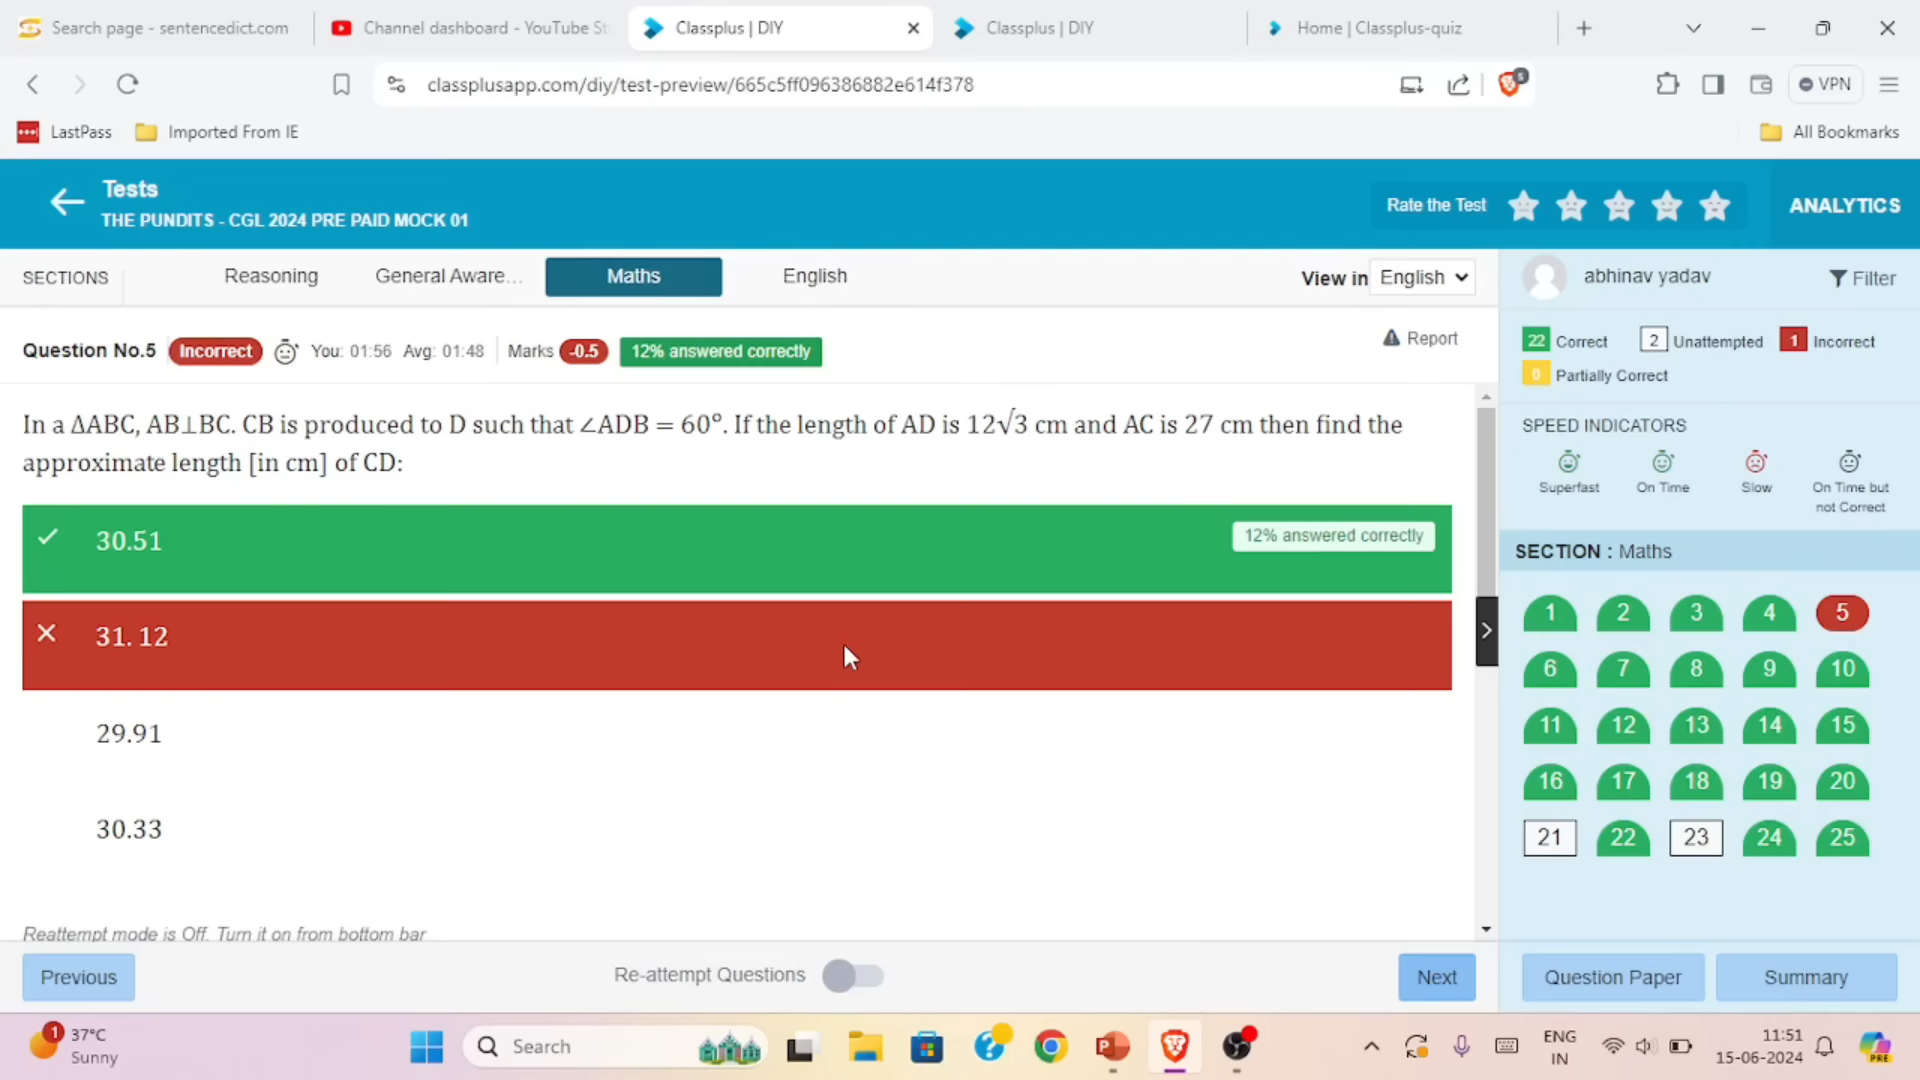 Search page - sentencedict.com
Channel dashboard - YouTube St
Classplus | DIY
Classplus | DIY
Home | Classplus-quiz
classplusapp.com/diy/test-preview/665c5ff096386882e614f378
5
VPN
LastPass
Imported From IE
All Bookmarks
Tests
THE PUNDITS - CGL 2024 PRE PAID MOCK 01
Rate the Test
ANALYTICS
SECTIONS
Reasoning
General Aware...
Maths
English
View in
English
abhinav yadav
Filter
Question No.5
Incorrect
You: 01:56 Avg: 01:48
Marks
-0.5
12% answered correctly
Report
22 Correct
2 Unattempted
1 Incorrect
0 Partially Correct
In a ΔABC, AB⊥BC. CB is produced to D such that ∠ADB = 60°. If the length of AD is 12√3 cm and AC is 27 cm then find the
approximate length [in cm] of CD:
30.51
12% answered correctly
31. 12
29.91
30.33
Reattempt mode is Off. Turn it on from bottom bar
SPEED INDICATORS
Superfast
On Time
Slow
On Time but
not Correct
SECTION : Maths
1 2 3 4 5
6 7 8 9 10
11 12 13 14 15
16 17 18 19 20
21 22 23 24 25
Previous
Re-attempt Questions
Next
Question Paper
Summary
1
37°C
Sunny
Search
ENG
IN
11:51
15-06-2024
PRE